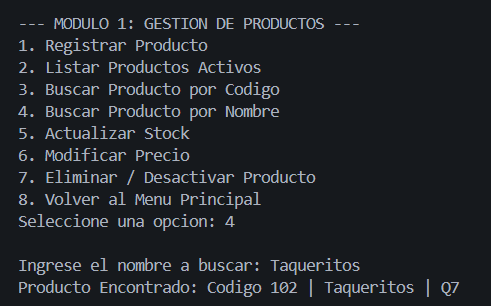 --- MODULO 1: GESTION DE PRODUCTOS ---
1. Registrar Producto
2. Listar Productos Activos
3. Buscar Producto por Codigo
4. Buscar Producto por Nombre
5. Actualizar Stock
6. Modificar Precio
7. Eliminar / Desactivar Producto
8. Volver al Menu Principal
Seleccione una opcion: 4
Ingrese el nombre a buscar: Taqueritos
Producto Encontrado: Codigo 102 | Taqueritos | Q7